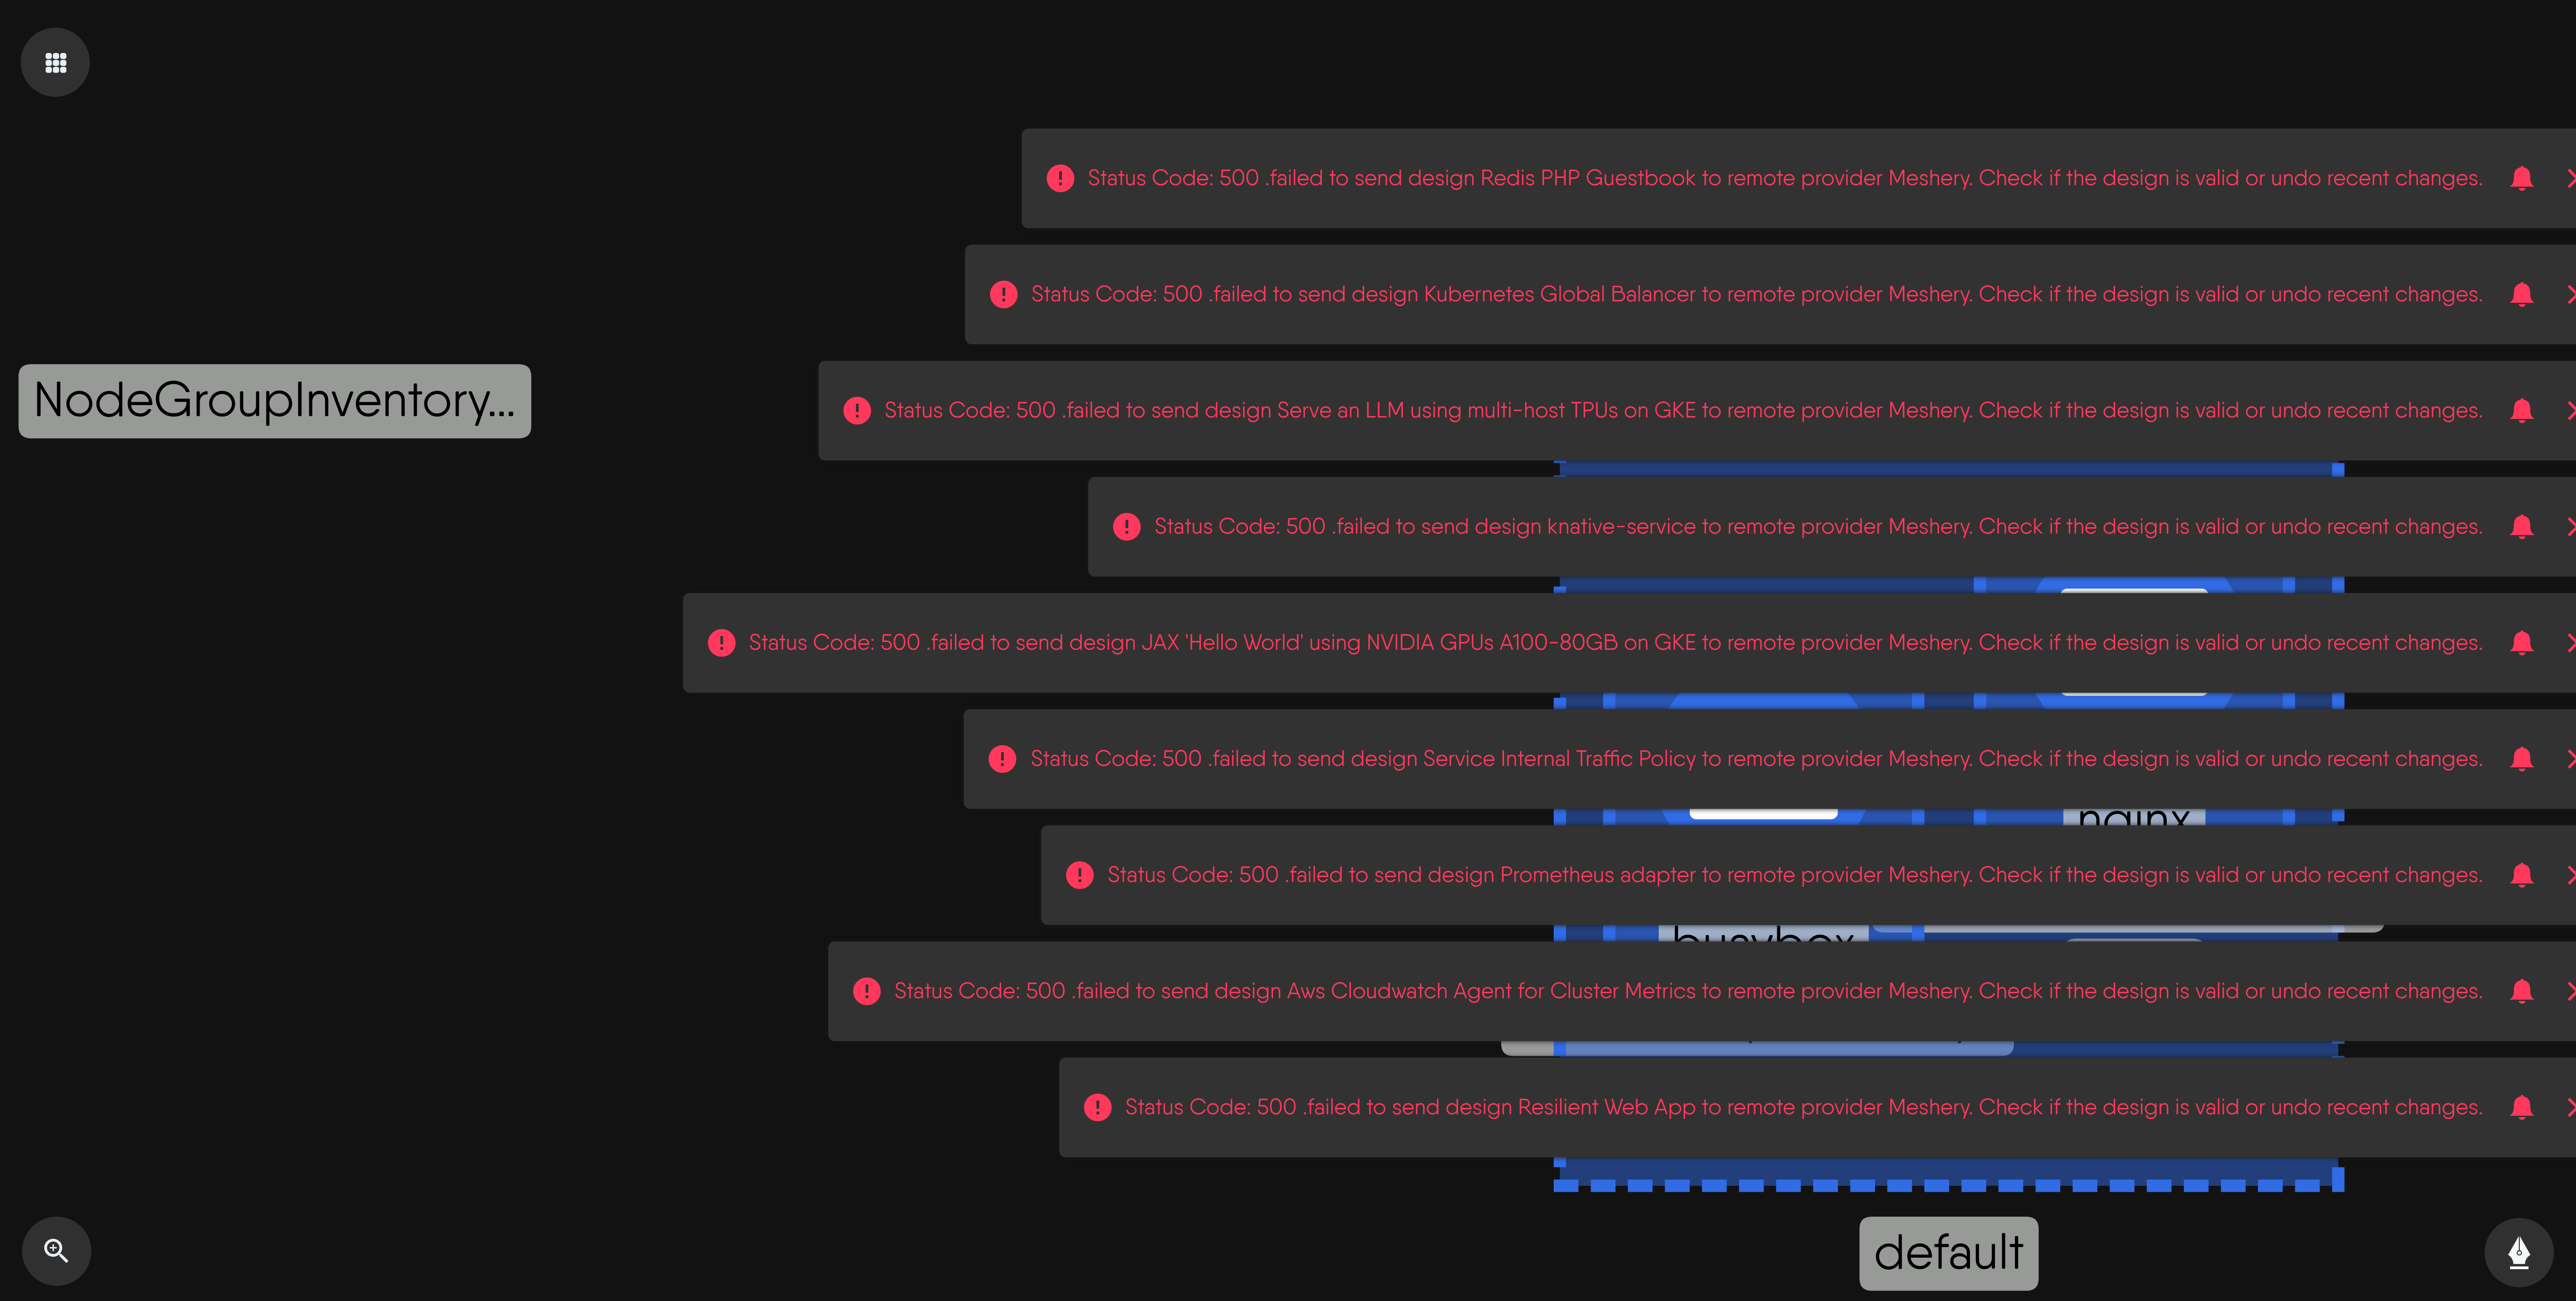 Status Code: 500 .failed to send design Redis PHP Guestbook to remote provider Meshery. Check if the design is valid or undo recent changes.
Status Code: 500 .failed to send design Kubernetes Global Balancer to remote provider Meshery. Check if the design is valid or undo recent changes.
NodeGroupInventory...
Status Code: 500 .failed to send design Serve an LLM using multi-host TPUs on GKE to remote provider Meshery. Check if the design is valid or undo recent changes.
Status Code: 500 .failed to send design knative-service to remote provider Meshery. Check if the design is valid or undo recent changes.
Status Code: 500 .failed to send design JAX 'Hello World' using NVIDIA GPUs A100-80GB on GKE to remote provider Meshery. Check if the design is valid or undo recent changes.
Status Code: 500 .failed to send design Service Internal Traffic Policy to remote provider Meshery. Check if the design is valid or undo recent changes.
nginx
Status Code: 500 .failed to send design Prometheus adapter to remote provider Meshery. Check if the design is valid or undo recent changes.
busybox
Status Code: 500 .failed to send design Aws Cloudwatch Agent for Cluster Metrics to remote provider Meshery. Check if the design is valid or undo recent changes.
Status Code: 500 .failed to send design Resilient Web App to remote provider Meshery. Check if the design is valid or undo recent changes.
default